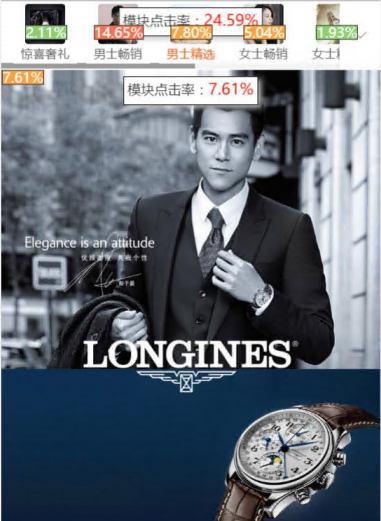 模块点击率：24.59%
2.11% 14.65% 7.80% 5.04% 1.93%
惊喜奢礼 男士畅销 男士精选 女士畅销 女士
7.61%
模块点击率：7.61%
Elegance is an attitude
优雅态度 真我个性
彭于晏
LONGINES®